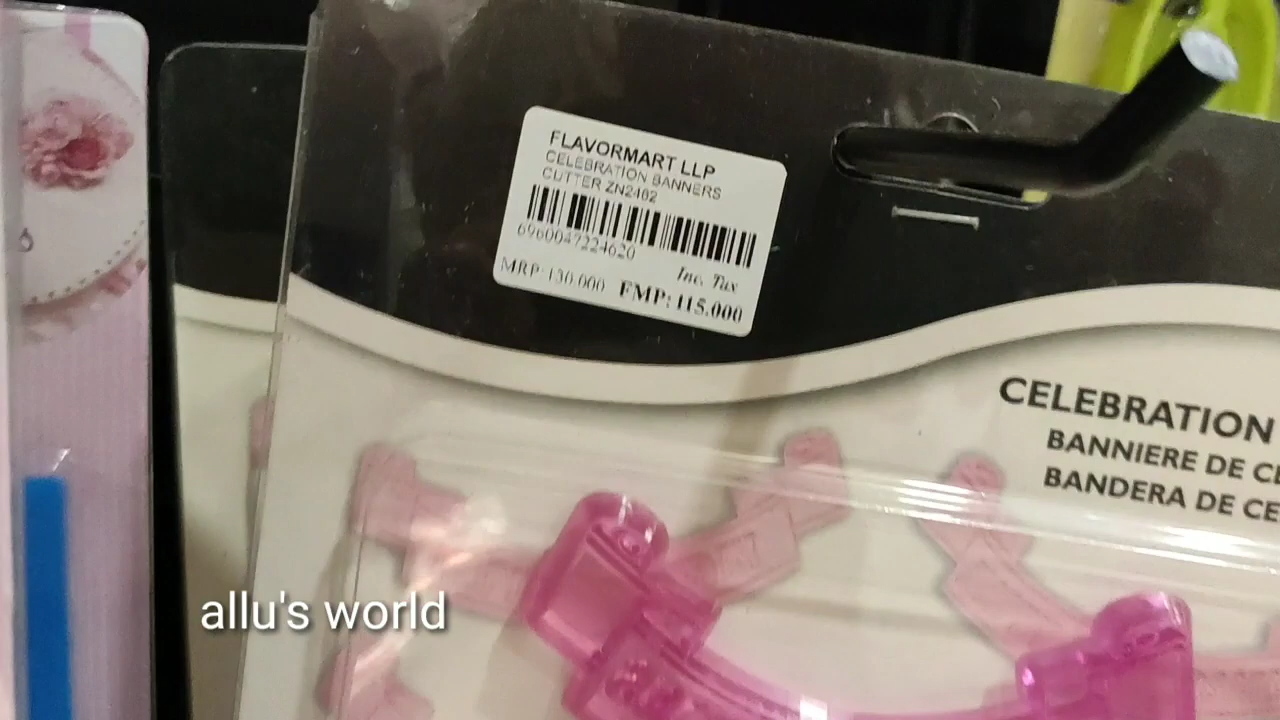 FLAVORMART LLP
CELEBRATION BANNERS
CUTTER ZN2462
6960047224620
Inc. Tax
MRP 130.000 FMP: 115.000
CELEBRATION
BANNIERE DE CE
BANDERA DE CE
allu's world